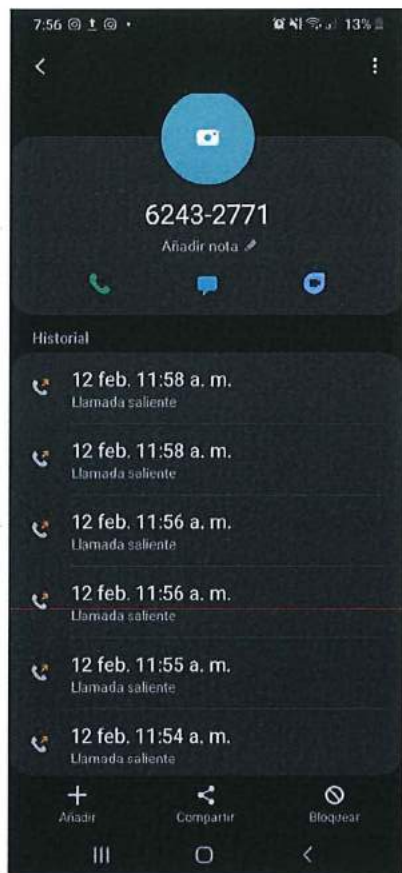 7:56
13%
6243-2771
Añadir nota
Historial
12 feb. 11:58 a. m.
Llamada saliente
12 feb. 11:58 a. m.
Llamada saliente
12 feb. 11:56 a. m.
Llamada saliente
12 feb. 11:56 a. m.
Llamada saliente
12 feb. 11:55 a. m.
Llamada saliente
12 feb. 11:54 a. m.
Llamada saliente
Añadir Compartir Bloquear